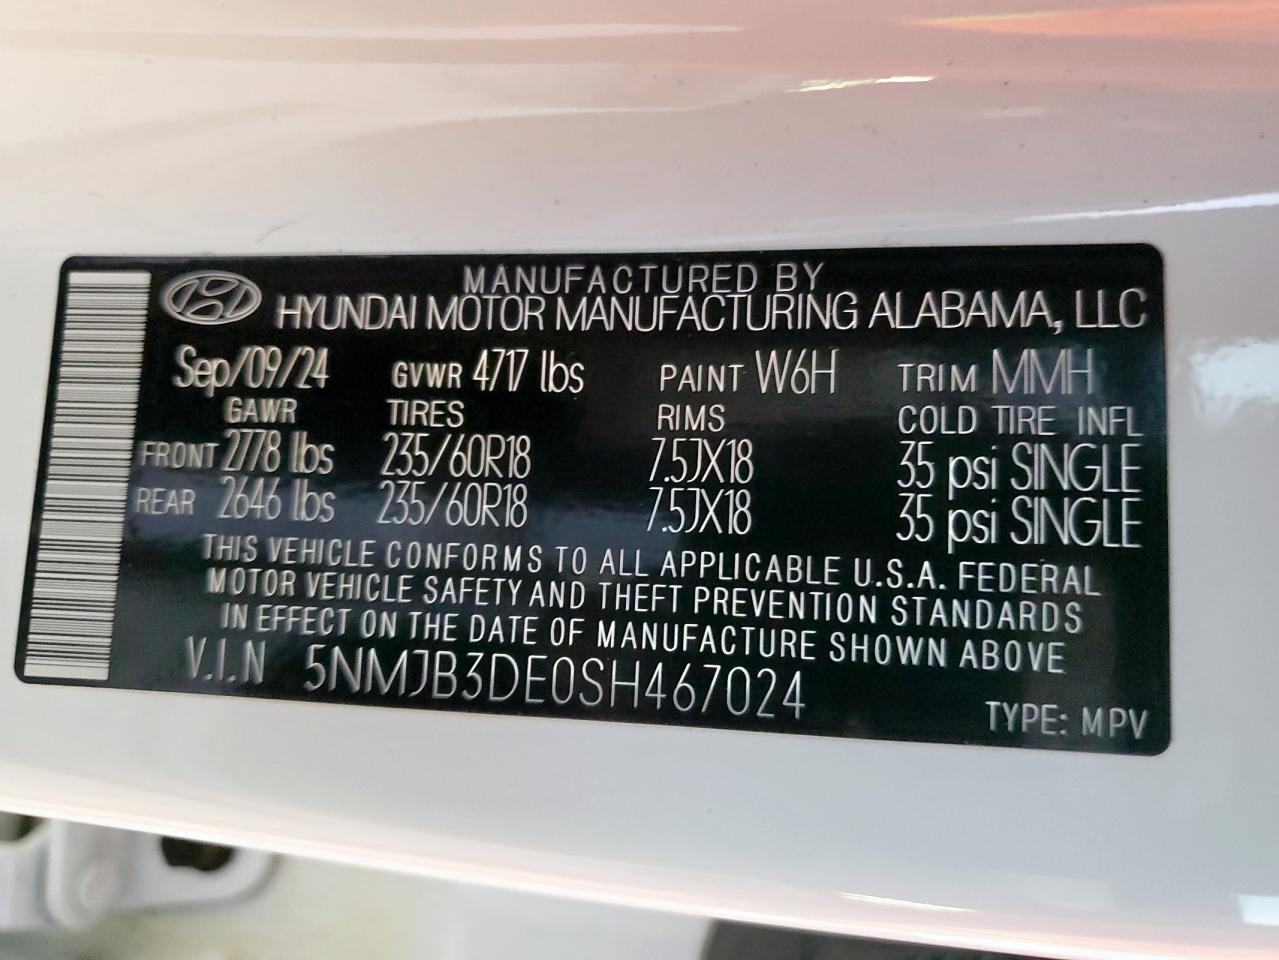 MANUFACTURED BY
HYUNDAI MOTOR MANUFACTURING ALABAMA, LLC
Sep/09/24 GVWR 4717 lbs PAINT W6H TRIM MMH
GAWR TIRES RIMS COLD TIRE INFL
FRONT 2778 lbs 235/60R18 7.5JX18 35 psi SINGLE
REAR 2646 lbs 235/60R18 7.5JX18 35 psi SINGLE
THIS VEHICLE CONFORMS TO ALL APPLICABLE U.S.A. FEDERAL
MOTOR VEHICLE SAFETY AND THEFT PREVENTION STANDARDS
IN EFFECT ON THE DATE OF MANUFACTURE SHOWN ABOVE
V.I.N 5NMJB3DE0SH467024
TYPE: MPV